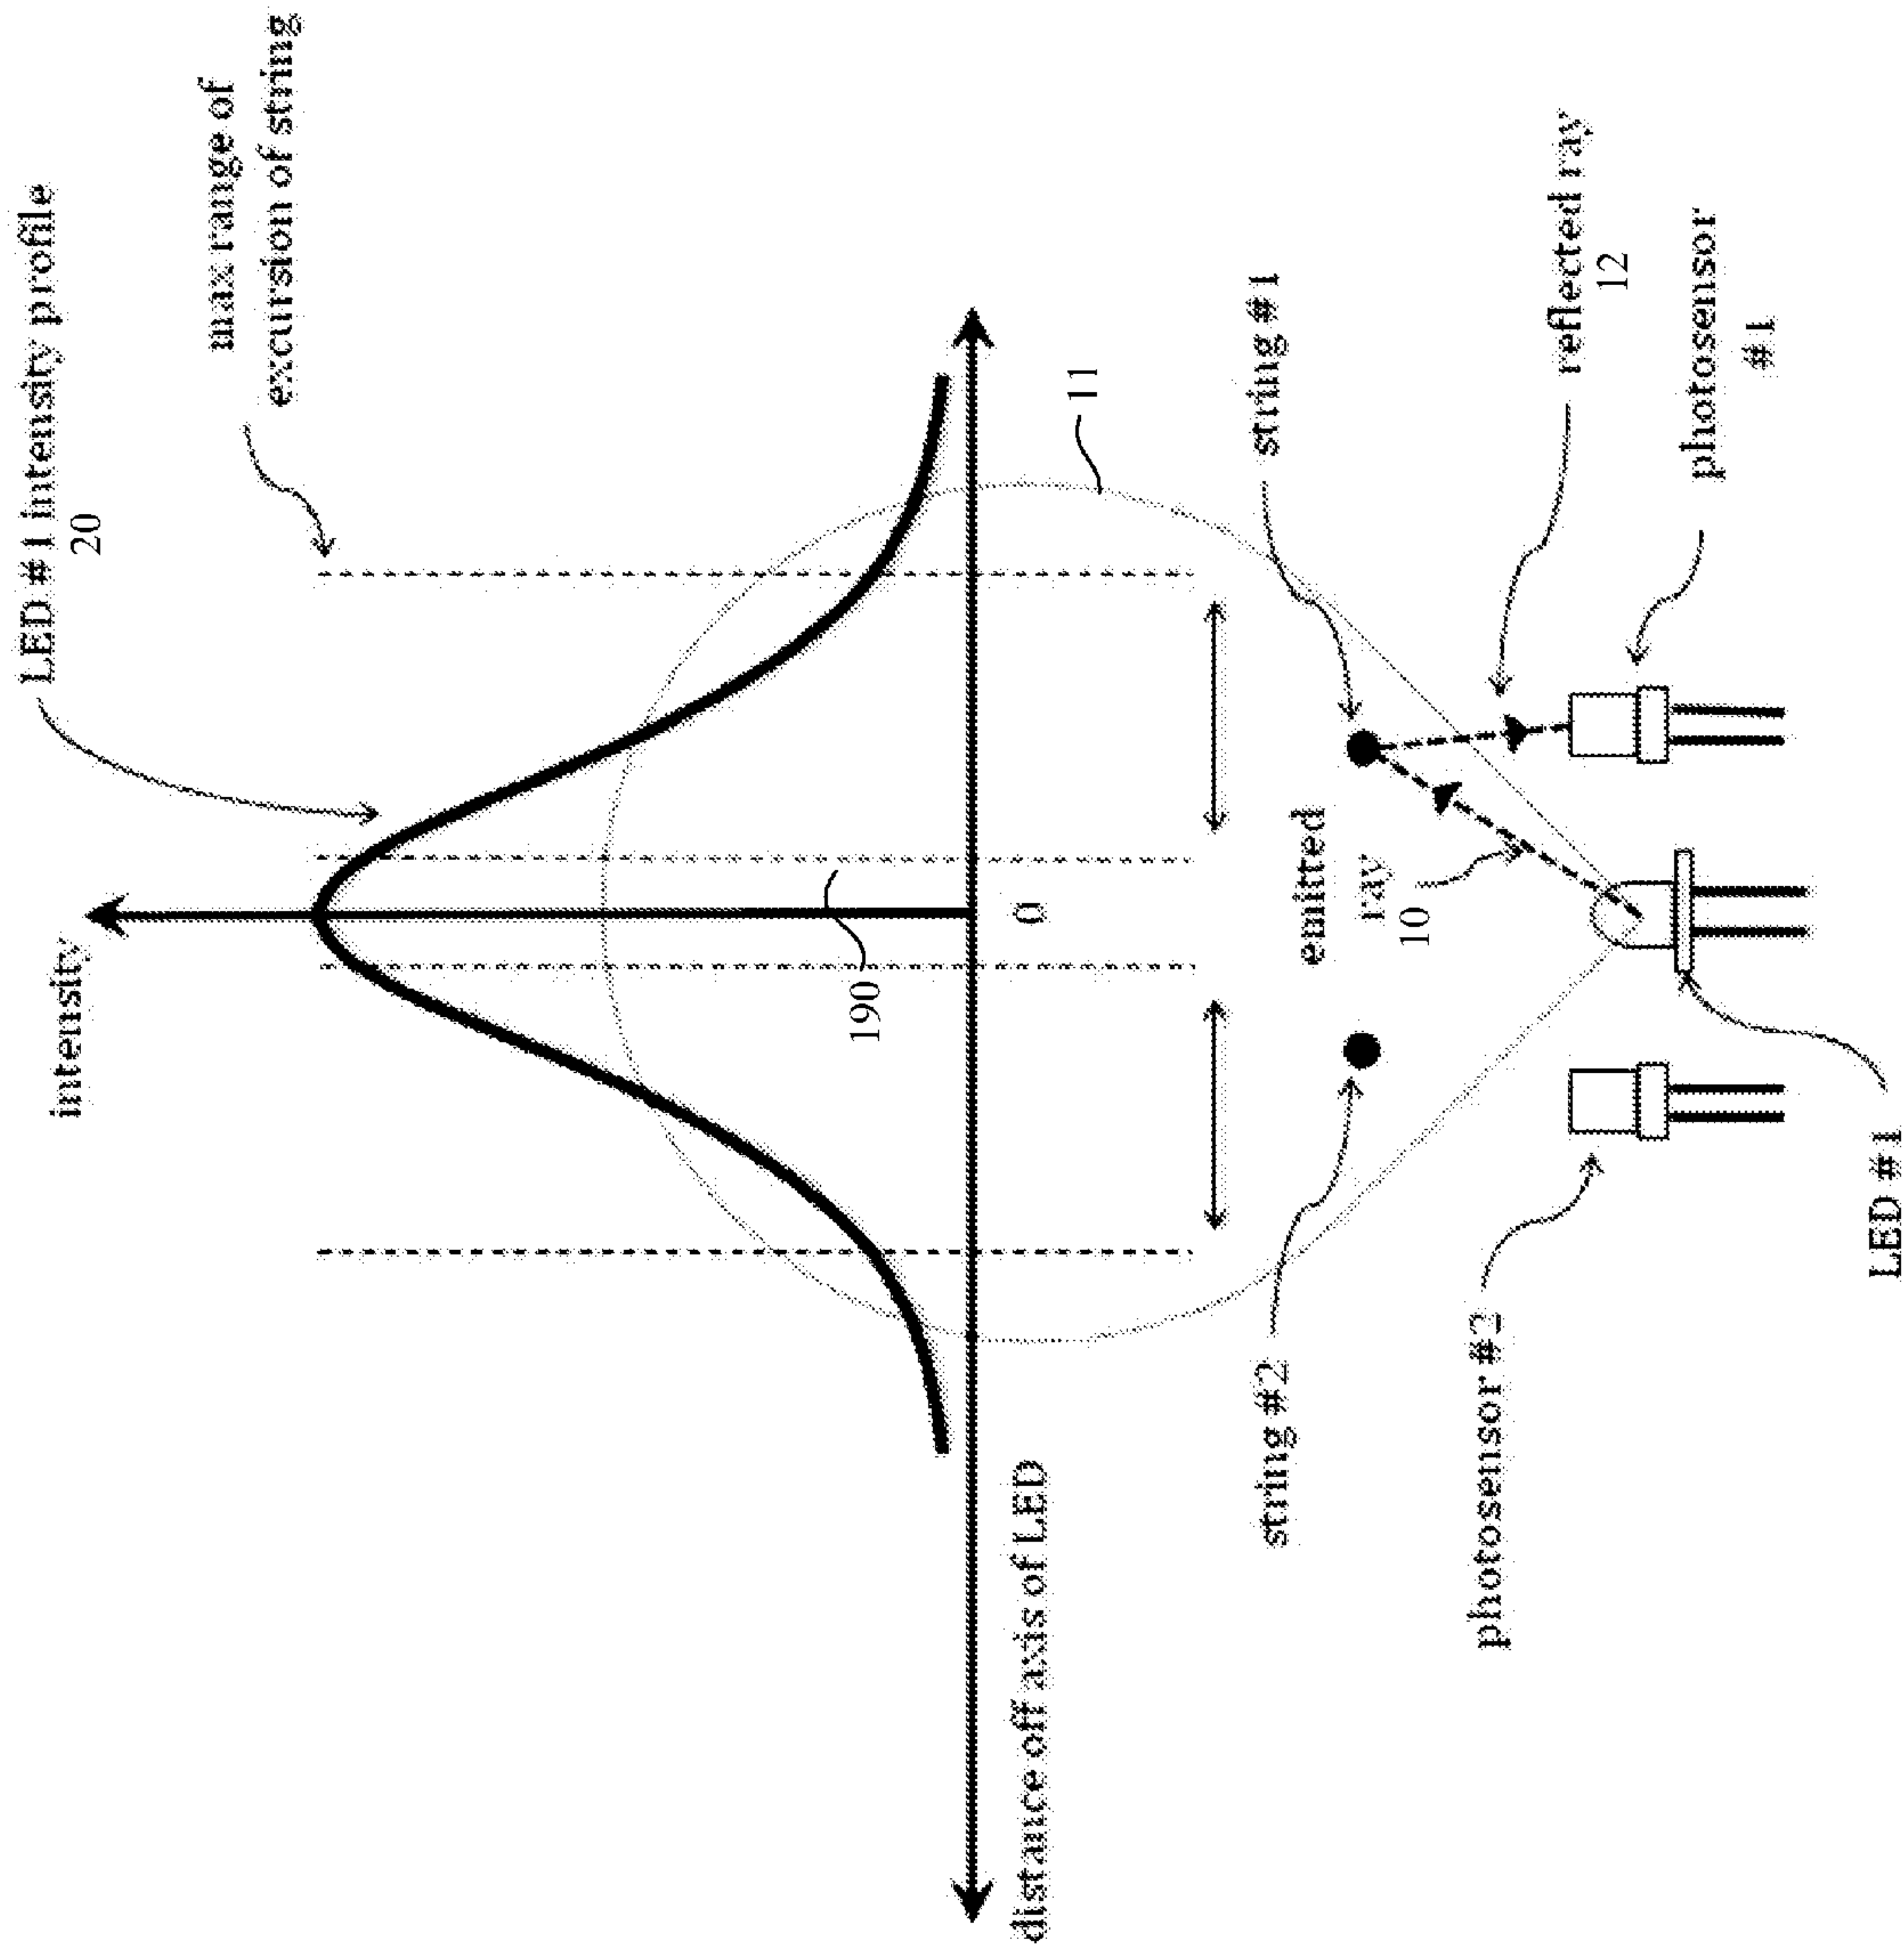 LED #1 intensity profile
20
max range of
excursion of string
intensity
190
0
distance off axis of LED
11
string #1
string #2
emitted
ray
10
reflected ray
12
photosensor
#1
photosensor #2
LED #1